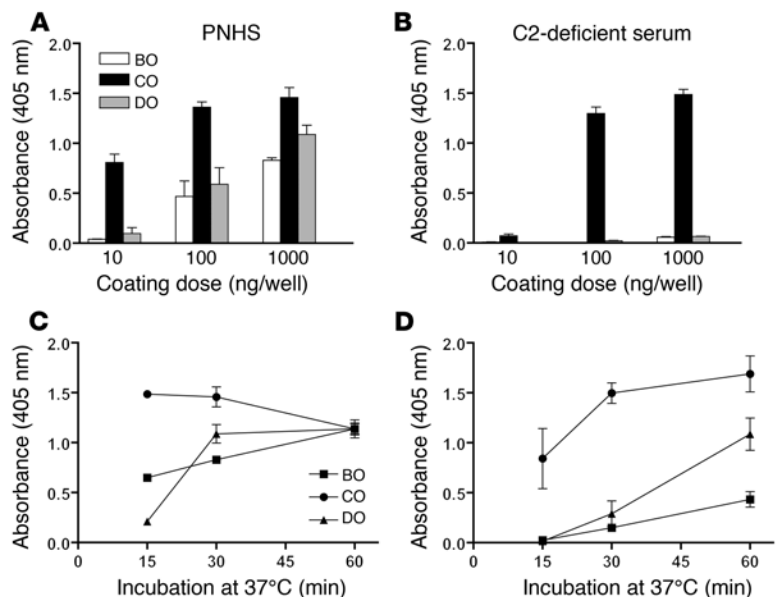 A
PNHS
Absorbance (405 nm)
2.0
1.5
1.0
0.5
0.0
BO
CO
DO
10
100
1000
Coating dose (ng/well)
B
C2-deficient serum
Absorbance (405 nm)
2.0
1.5
1.0
0.5
0.0
10
100
1000
Coating dose (ng/well)
C
Absorbance (405 nm)
2.0
1.5
1.0
0.5
0.0
BO
CO
DO
0
15
30
45
60
Incubation at 37°C (min)
D
Absorbance (405 nm)
2.0
1.5
1.0
0.5
0.0
0
15
30
45
60
Incubation at 37°C (min)